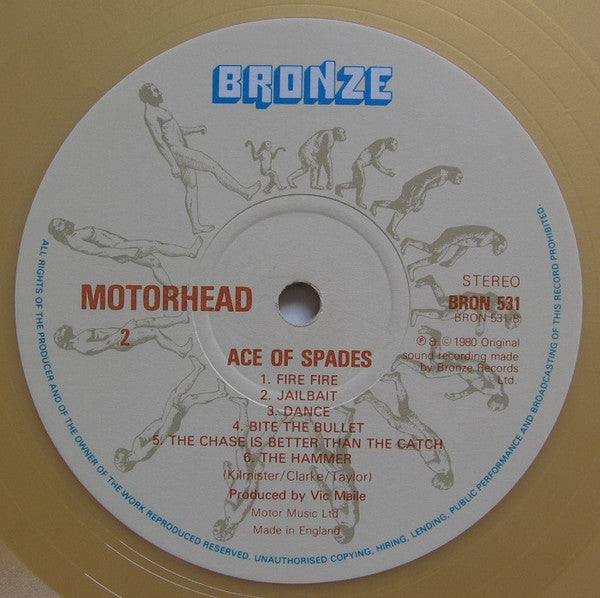 BRONZE
MOTORHEAD
2
STEREO
BRON 531
BRON 531-B
℗ & © 1980 Original
sound recording made
by Bronze Records
Ltd.
ACE OF SPADES
1. FIRE FIRE
2. JAILBAIT
3. DANCE
4. BITE THE BULLET
5. THE CHASE IS BETTER THAN THE CATCH
6. THE HAMMER
(Kilmister/Clarke/Taylor)
Produced by Vic Maile
Motor Music Ltd.
Made in England
ALL RIGHTS OF THE PRODUCER AND OF THE OWNER OF THE WORK REPRODUCED RESERVED. UNAUTHORISED COPYING, HIRING, LENDING, PUBLIC PERFORMANCE AND BROADCASTING OF THIS RECORD PROHIBITED.